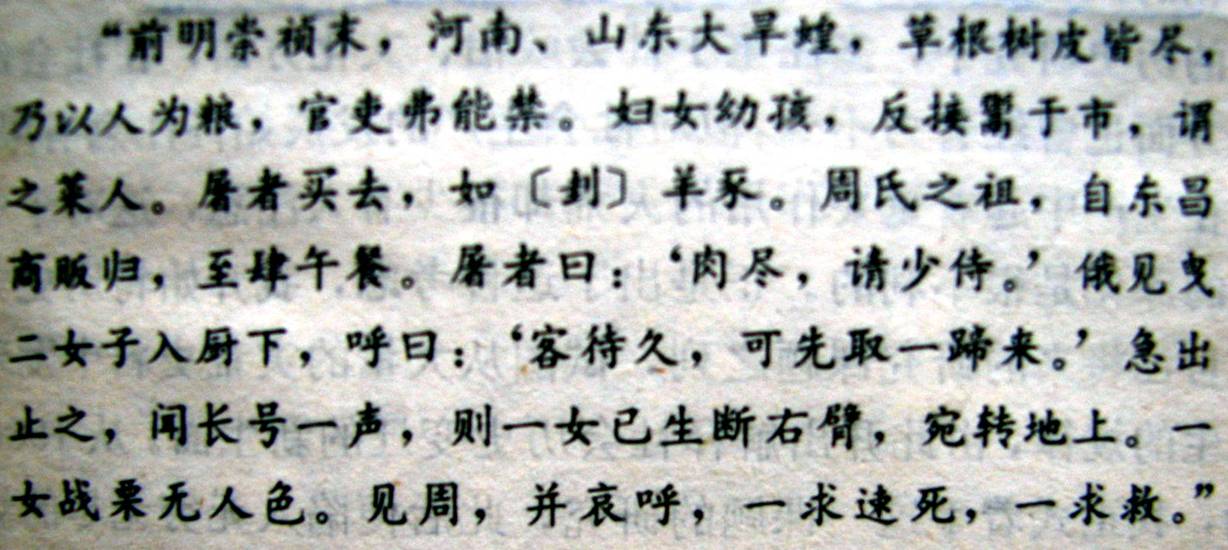 “前明崇祯末，河南、山东大旱蝗，草根树皮皆尽，
乃以人为粮，官吏弗能禁。妇女幼孩，反接鬻于市，谓
之菜人。屠者买去，如〔刲〕羊豕。周氏之祖，自东昌
商贩归，至肆午餐。屠者曰：‘肉尽，请少待。’俄见曳
二女子入厨下，呼曰：‘客待久，可先取一蹄来。’急出
止之，闻长号一声，则一女已生断右臂，宛转地上。一
女战栗无人色。见周，并哀呼，一求速死，一求救。”